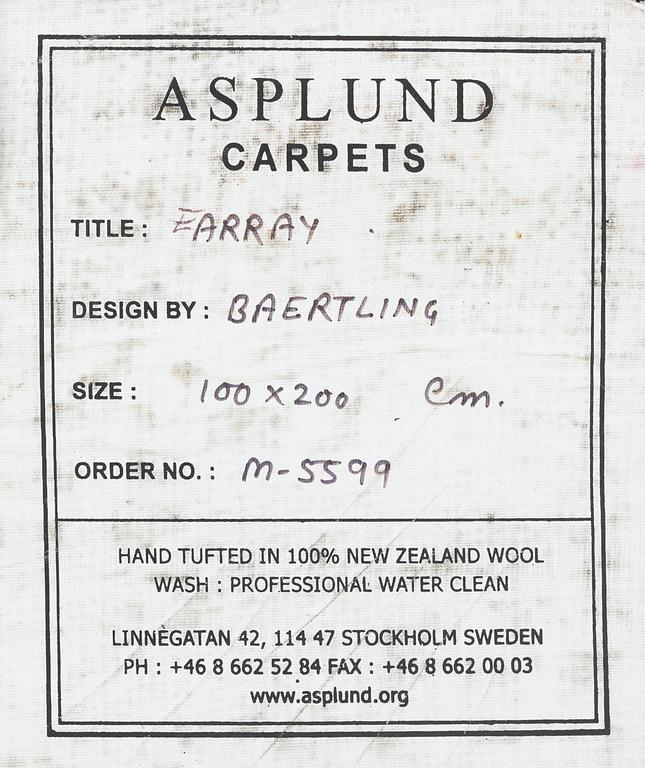 ASPLUND
CARPETS
TITLE : EARRAY
DESIGN BY : BAERTLING
SIZE : 100 x 200 cm.
ORDER NO. : M-5599
HAND TUFTED IN 100% NEW ZEALAND WOOL
WASH : PROFESSIONAL WATER CLEAN
LINNÈGATAN 42, 114 47 STOCKHOLM SWEDEN
PH : +46 8 662 52 84 FAX : +46 8 662 00 03
www.asplund.org